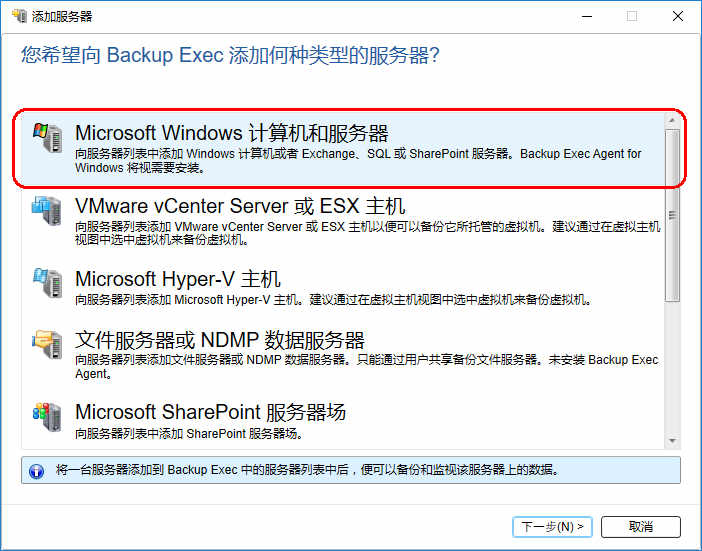 添加服务器
您希望向 Backup Exec 添加何种类型的服务器?
Microsoft Windows 计算机和服务器
向服务器列表中添加 Windows 计算机或者 Exchange、SQL 或 SharePoint 服务器。Backup Exec Agent for
Windows 将视需要安装。
VMware vCenter Server 或 ESX 主机
向服务器列表添加 VMware vCenter Server 或 ESX 主机以便可以备份它所托管的虚拟机。建议通过在虚拟主机
视图中选中虚拟机来备份虚拟机。
Microsoft Hyper-V 主机
向服务器列表添加 Microsoft Hyper-V 主机。建议通过在虚拟主机视图中选中虚拟机来备份虚拟机。
文件服务器或 NDMP 数据服务器
向服务器列表添加文件服务器或 NDMP 数据服务器。只能通过用户共享备份文件服务器。未安装 Backup Exec
Agent。
Microsoft SharePoint 服务器场
向服务器列表中添加 SharePoint 服务器场。
将一台服务器添加到 Backup Exec 中的服务器列表中后，便可以备份和监视该服务器上的数据。
下一步(N) >
取消